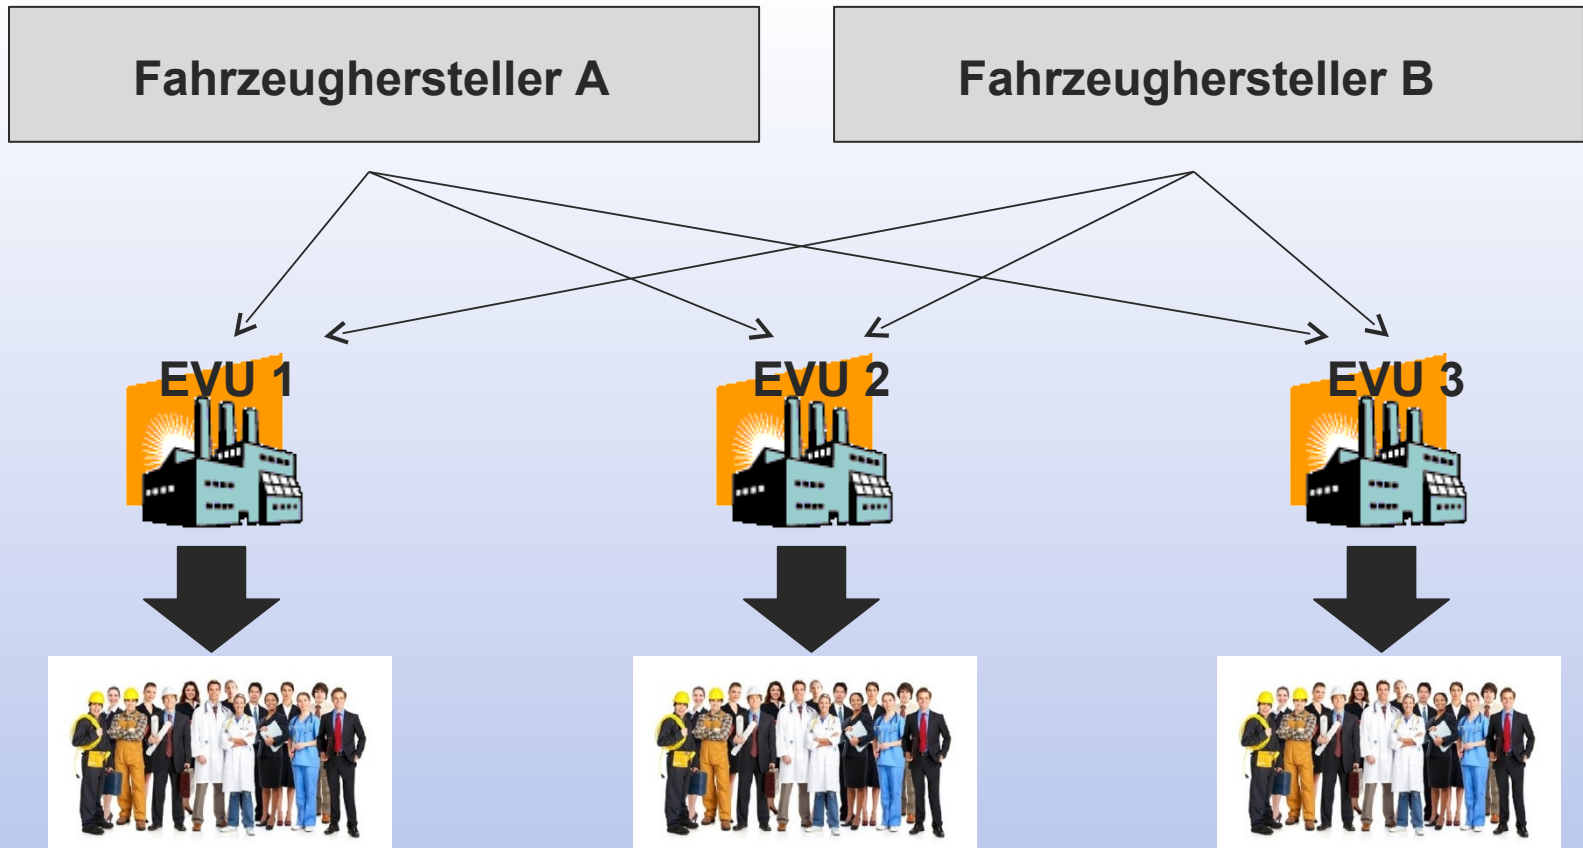 Fahrzeughersteller A
Fahrzeughersteller B
EVU 1
EVU 2
EVU 3